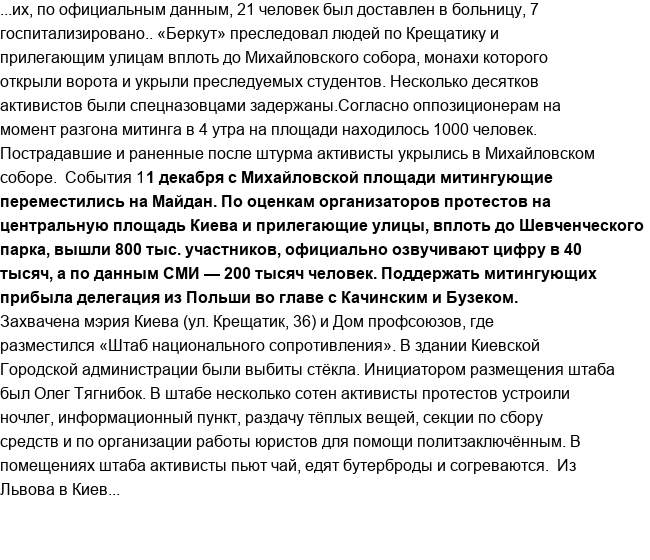 ...их, по официальным данным, 21 человек был доставлен в больницу, 7
госпитализировано.. «Беркут» преследовал людей по Крещатику и
прилегающим улицам вплоть до Михайловского собора, монахи которого
открыли ворота и укрыли преследуемых студентов. Несколько десятков
активистов были спецназовцами задержаны.Согласно оппозиционерам на
момент разгона митинга в 4 утра на площади находилось 1000 человек.
Пострадавшие и раненные после штурма активисты укрылись в Михайловском
соборе.  События 11 декабря с Михайловской площади митингующие
переместились на Майдан. По оценкам организаторов протестов на
центральную площадь Киева и прилегающие улицы, вплоть до Шевченческого
парка, вышли 800 тыс. участников, официально озвучивают цифру в 40
тысяч, а по данным СМИ — 200 тысяч человек. Поддержать митингующих
прибыла делегация из Польши во главе с Качинским и Бузеком.
Захвачена мэрия Киева (ул. Крещатик, 36) и Дом профсоюзов, где
разместился «Штаб национального сопротивления». В здании Киевской
Городской администрации были выбиты стёкла. Инициатором размещения штаба
был Олег Тягнибок. В штабе несколько сотен активисты протестов устроили
ночлег, информационный пункт, раздачу тёплых вещей, секции по сбору
средств и по организации работы юристов для помощи политзаключённым. В
помещениях штаба активисты пьют чай, едят бутерброды и согреваются.  Из
Львова в Киев...